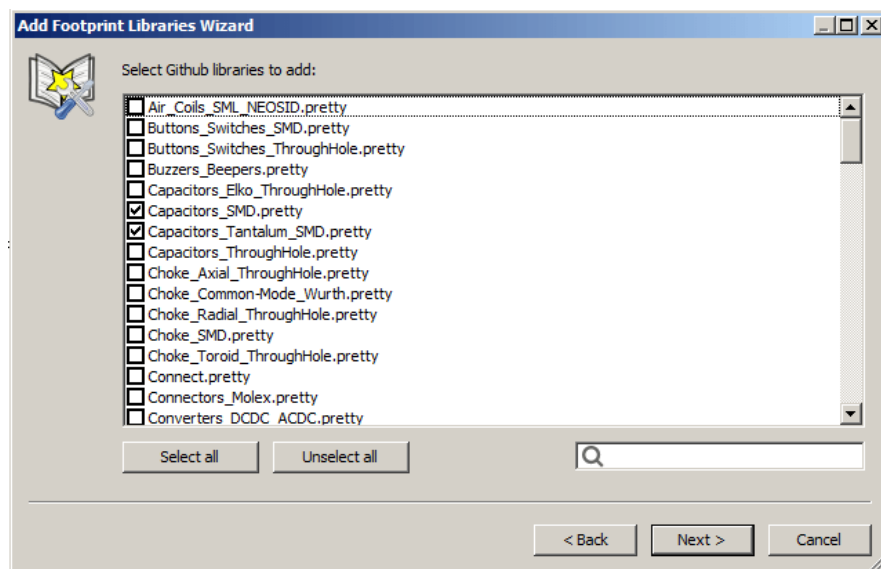 Add Footprint Libraries Wizard
Select Github libraries to add:
Air_Coils_SML_NEOSID.pretty
Buttons_Switches_SMD.pretty
Buttons_Switches_ThroughHole.pretty
Buzzers_Beepers.pretty
Capacitors_Elko_ThroughHole.pretty
Capacitors_SMD.pretty
Capacitors_Tantalum_SMD.pretty
Capacitors_ThroughHole.pretty
Choke_Axial_ThroughHole.pretty
Choke_Common-Mode_Wurth.pretty
Choke_Radial_ThroughHole.pretty
Choke_SMD.pretty
Choke_Toroid_ThroughHole.pretty
Connect.pretty
Connectors_Molex.pretty
Converters_DCDC_ACDC.pretty
Select all Unselect all
< Back Next > Cancel